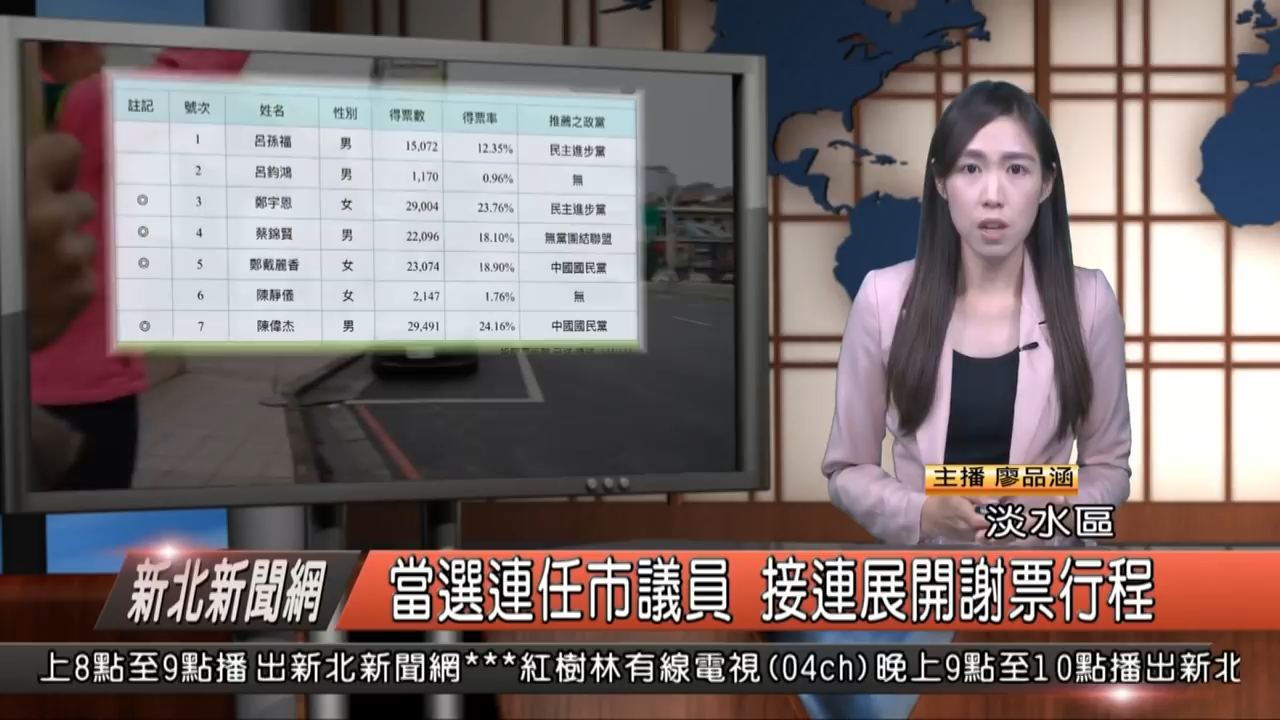 註記 號次 姓名 性別 得票數 得票率 推薦之政黨
1 呂孫福 男 15,072 12.35% 民主進步黨
2 呂鈞鴻 男 1,170 0.96% 無
◎ 3 鄭宇恩 女 29,004 23.76% 民主進步黨
◎ 4 蔡錦賢 男 22,096 18.10% 無黨團結聯盟
◎ 5 鄭戴麗香 女 23,074 18.90% 中國國民黨
6 陳靜儀 女 2,147 1.76% 無
◎ 7 陳偉杰 男 29,491 24.16% 中國國民黨
主播 廖品涵
淡水區
新北新聞網
當選連任市議員 接連展開謝票行程
上8點至9點播出新北新聞網***紅樹林有線電視(04ch)晚上9點至10點播出新北